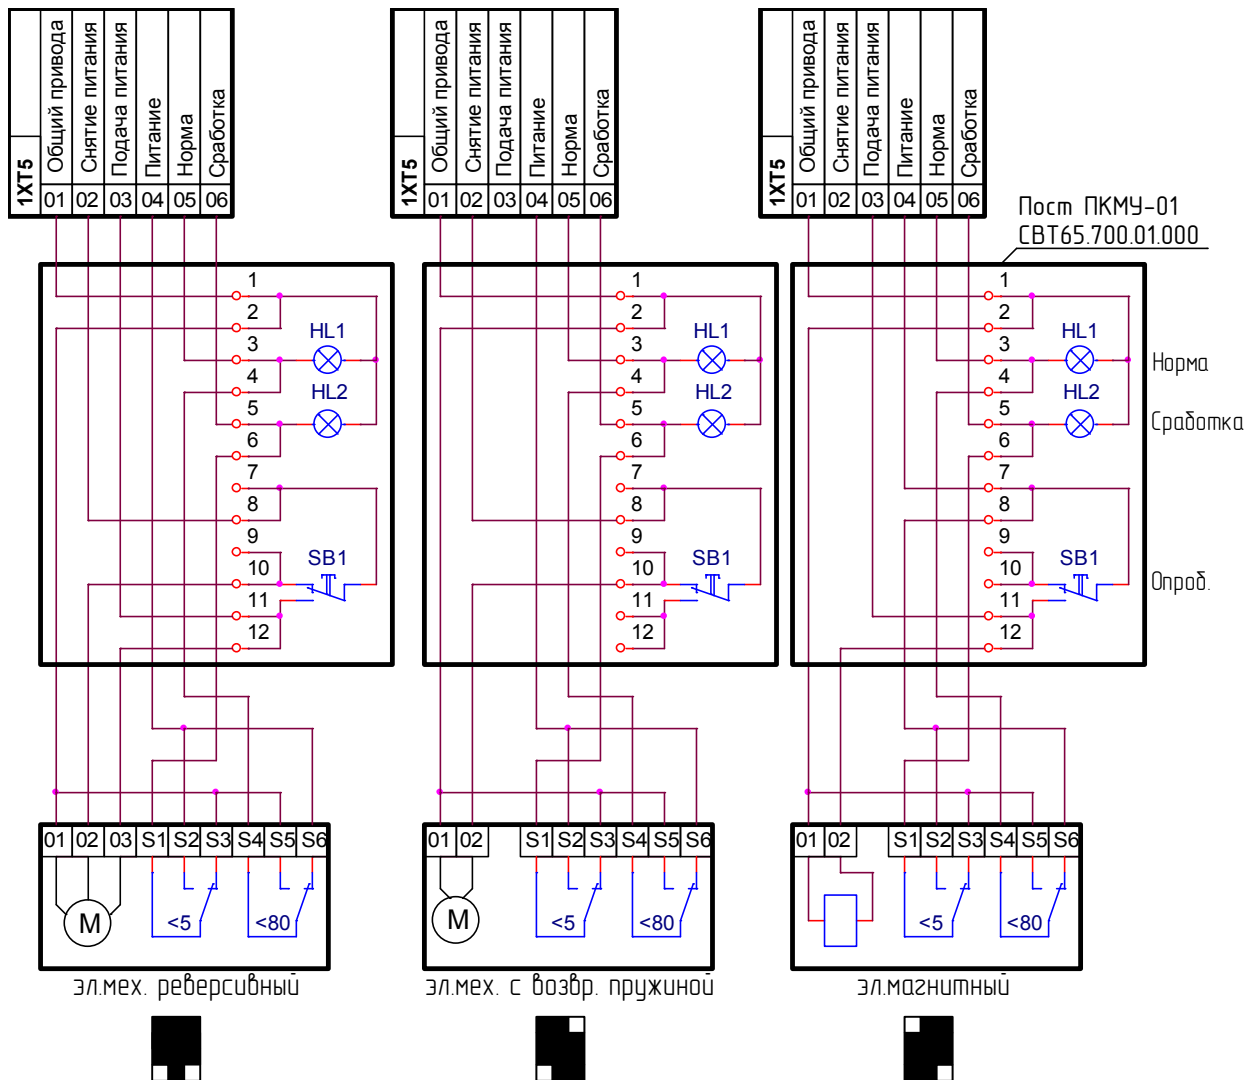 1XT5
Общий привода
Снятие питания
Подача питания
Питание
Норма
Сработка
01 02 03 04 05 06
1XT5
Общий привода
Снятие питания
Подача питания
Питание
Норма
Сработка
01 02 03 04 05 06
1XT5
Общий привода
Снятие питания
Подача питания
Питание
Норма
Сработка
01 02 03 04 05 06
Пост ПКМУ-01
СВТ65.700.01.000
1
2
3
HL1
4
HL2
5
6
7
8
9
SB1
10
11
12
1
2
3
HL1
4
HL2
5
6
7
8
9
SB1
10
11
12
1
2
3
HL1
4
HL2
5
6
7
8
9
SB1
10
11
12
Норма
Сработка
Опроб.
01 02 03 S1 S2 S3 S4 S5 S6
M
<5
<80
эл.мех. реверсивный
01 02 S1 S2 S3 S4 S5 S6
M
<5
<80
эл.мех. с возвр. пружиной
01 02 S1 S2 S3 S4 S5 S6
<5
<80
эл.магнитный